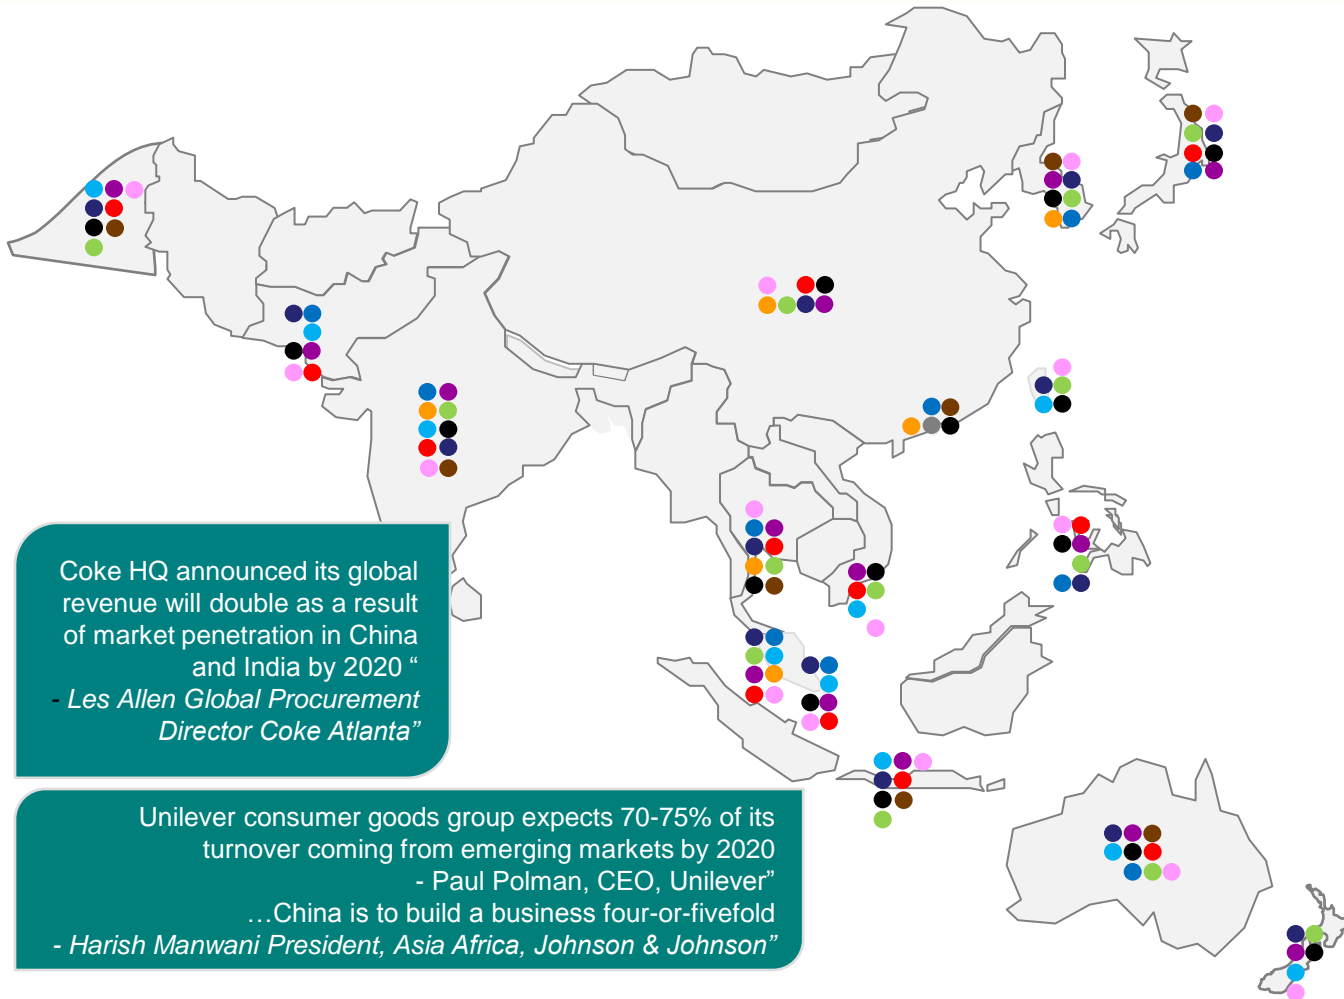 Coke HQ announced its global
revenue will double as a result
of market penetration in China
and India by 2020 “
- Les Allen Global Procurement
Director Coke Atlanta”
Unilever consumer goods group expects 70-75% of its
turnover coming from emerging markets by 2020
- Paul Polman, CEO, Unilever”
…China is to build a business four-or-fivefold
- Harish Manwani President, Asia Africa, Johnson & Johnson”